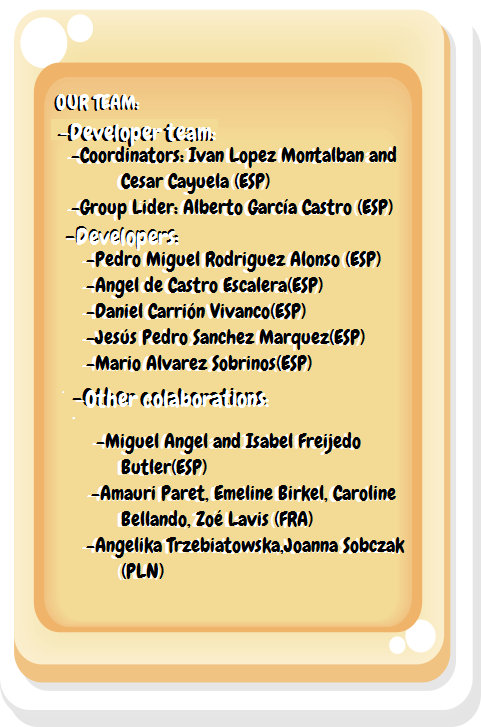 OUR TEAM:
-Developer team:
-Coordinators: Ivan Lopez Montalban and
Cesar Cayuela (ESP)
-Group Lider: Alberto García Castro (ESP)
-Developers:
-Pedro Miguel Rodriguez Alonso (ESP)
-Angel de Castro Escalera(ESP)
-Daniel Carrión Vivanco(ESP)
-Jesús Pedro Sanchez Marquez(ESP)
-Mario Alvarez Sobrinos(ESP)
-Other colaborations:
-Miguel Angel and Isabel Freijedo
Butler(ESP)
-Amauri Paret, Emeline Birkel, Caroline
Bellando, Zoé Lavis (FRA)
-Angelika Trzebiatowska,Joanna Sobczak
(PLN)